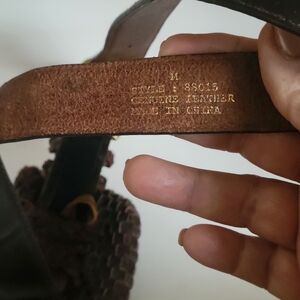 M
STYLE : 88015
GENUINE LEATHER
MADE IN CHINA